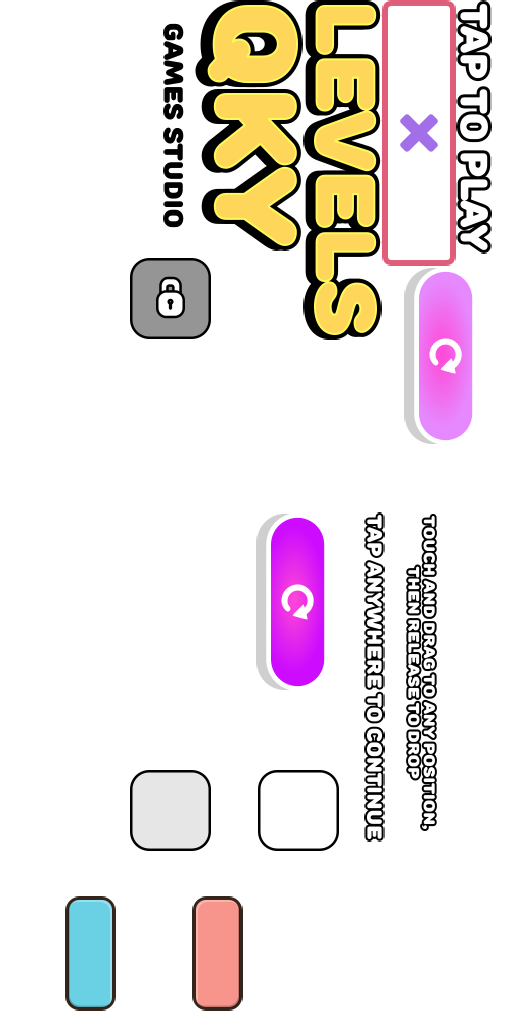 TAP TO PLAY
LEVELS
QKY
GAMES STUDIO
TOUCH AND DRAG TO ANY POSITION,
THEN RELEASE TO DROP
TAP ANYWHERE TO CONTINUE